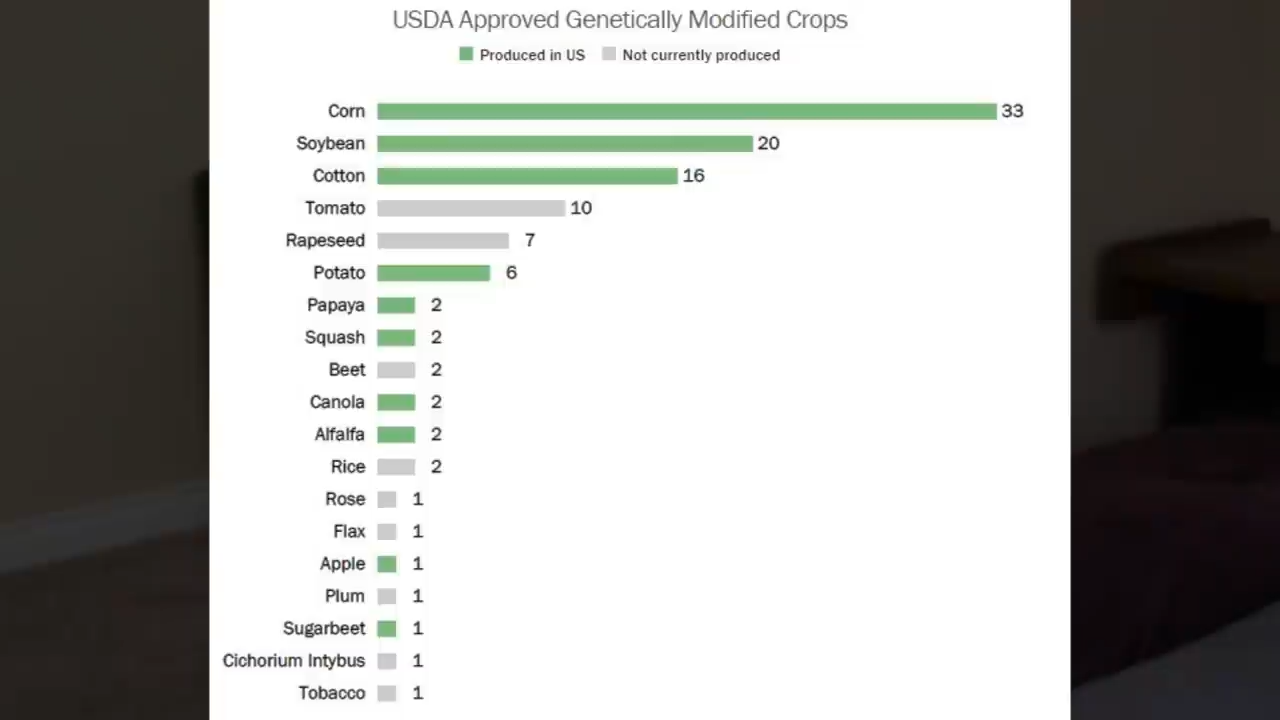 USDA Approved Genetically Modified Crops
Produced in US Not currently produced
Corn 33
Soybean 20
Cotton 16
Tomato 10
Rapeseed 7
Potato 6
Papaya 2
Squash 2
Beet 2
Canola 2
Alfalfa 2
Rice 2
Rose 1
Flax 1
Apple 1
Plum 1
Sugarbeet 1
Cichorium Intybus 1
Tobacco 1